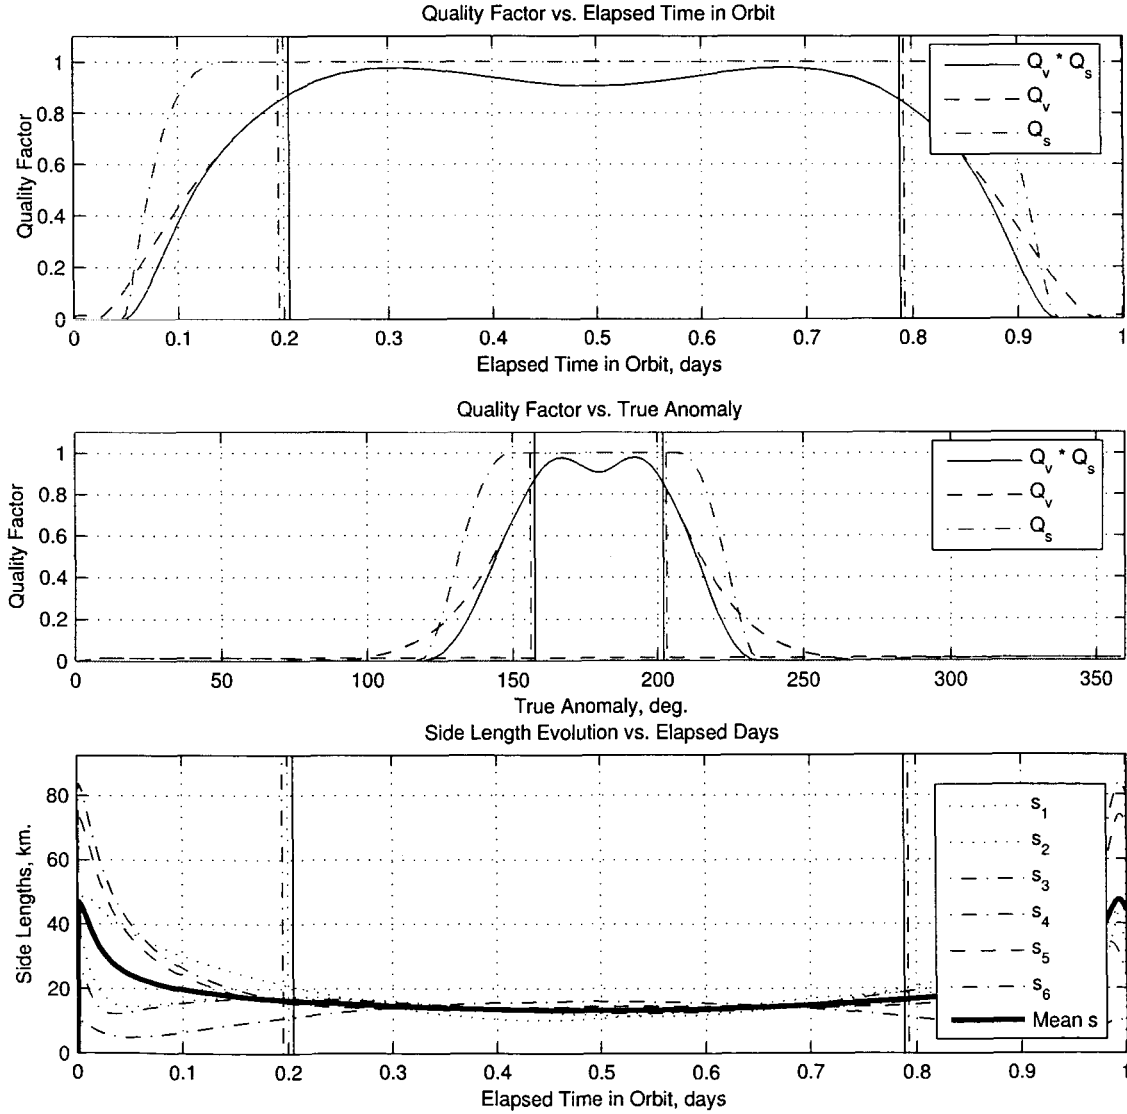 Quality Factor vs. Elapsed Time in Orbit
Quality Factor
1
0.8
0.6
0.4
0.2
0
Q_v * Q_s
Q_v
Q_s
0 0.1 0.2 0.3 0.4 0.5 0.6 0.7 0.8 0.9 1
Elapsed Time in Orbit, days
Quality Factor vs. True Anomaly
Quality Factor
1
0.8
0.6
0.4
0.2
0
Q_v * Q_s
Q_v
Q_s
0 50 100 150 200 250 300 350
True Anomaly, deg.
Side Length Evolution vs. Elapsed Days
Side Lengths, km.
80
60
40
20
0
s_1
s_2
s_3
s_4
s_5
s_6
Mean s
0 0.1 0.2 0.3 0.4 0.5 0.6 0.7 0.8 0.9 1
Elapsed Time in Orbit, days